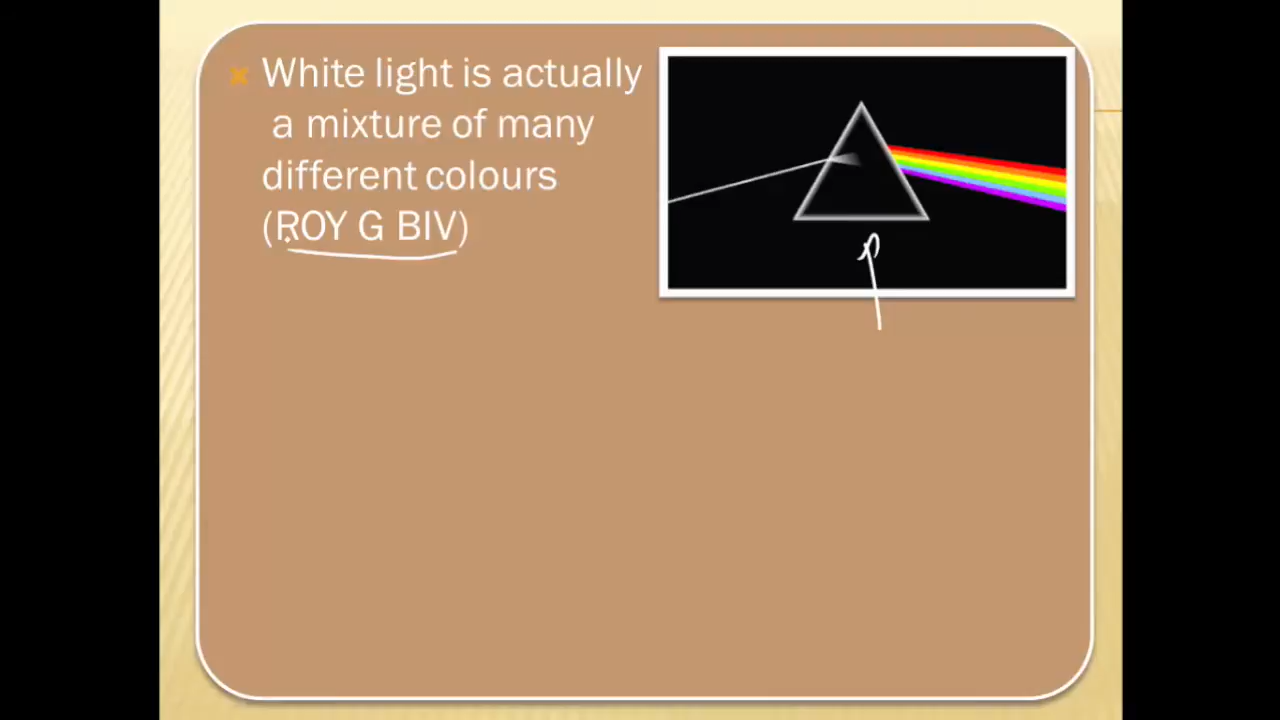 White light is actually
a mixture of many
different colours
(ROY G BIV)